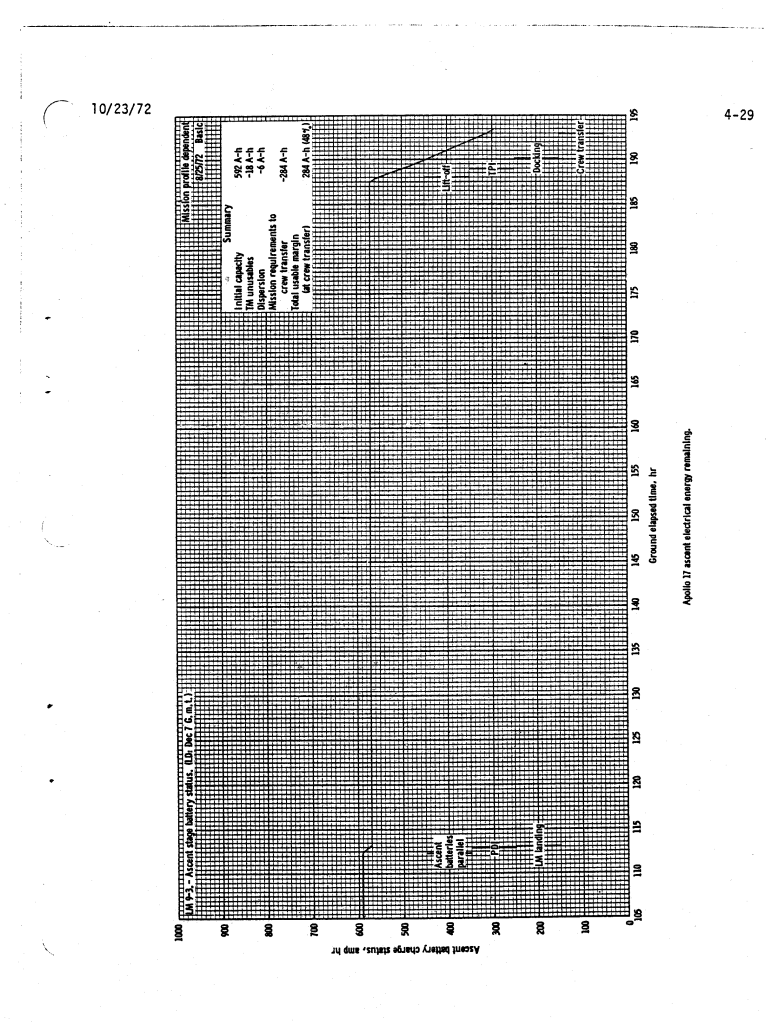 10/23/72
4-29
LM 9-3. - Ascent stage battery status. (LD: Dec 7 G.m.t.)
Mission profile dependent
8/25/72 Basic
Summary
Initial capacity 592 A-h
TM unusables -18 A-h
Dispersion -6 A-h
Mission requirements to
crew transfer -284 A-h
Total usable margin 284 A-h (48%)
(at crew transfer)
Ascent
batteries
parallel
PDI
LM landing
Lift-off
TPI
Docking
Crew transfer
1000
900
800
700
600
500
400
300
200
100
0
Ascent battery charge status, amp hr
105 110 115 120 125 130 135 140 145 150 155 160 165 170 175 180 185 190 195
Ground elapsed time, hr
Apollo 17 ascent electrical energy remaining.